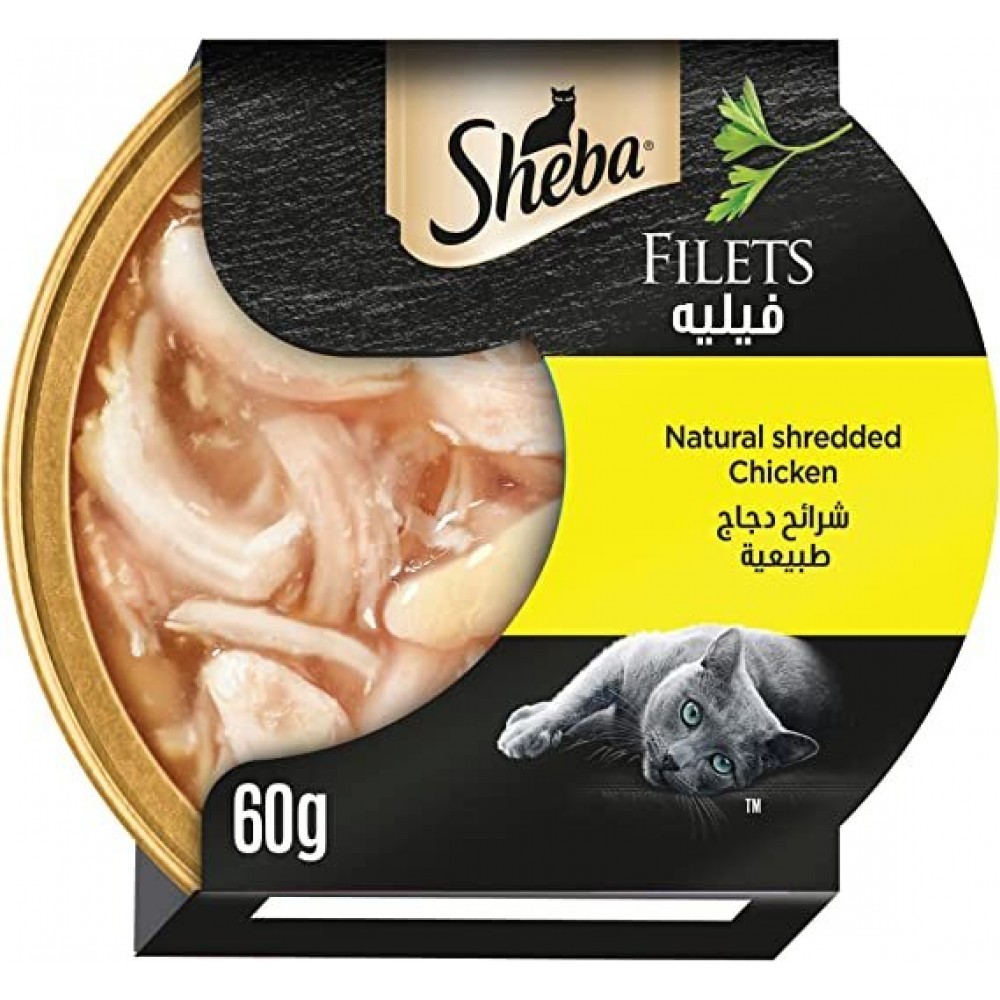 Sheba®
FILETS
فيليه
Natural shredded
Chicken
شرائح دجاج
طبيعية
60g
TM